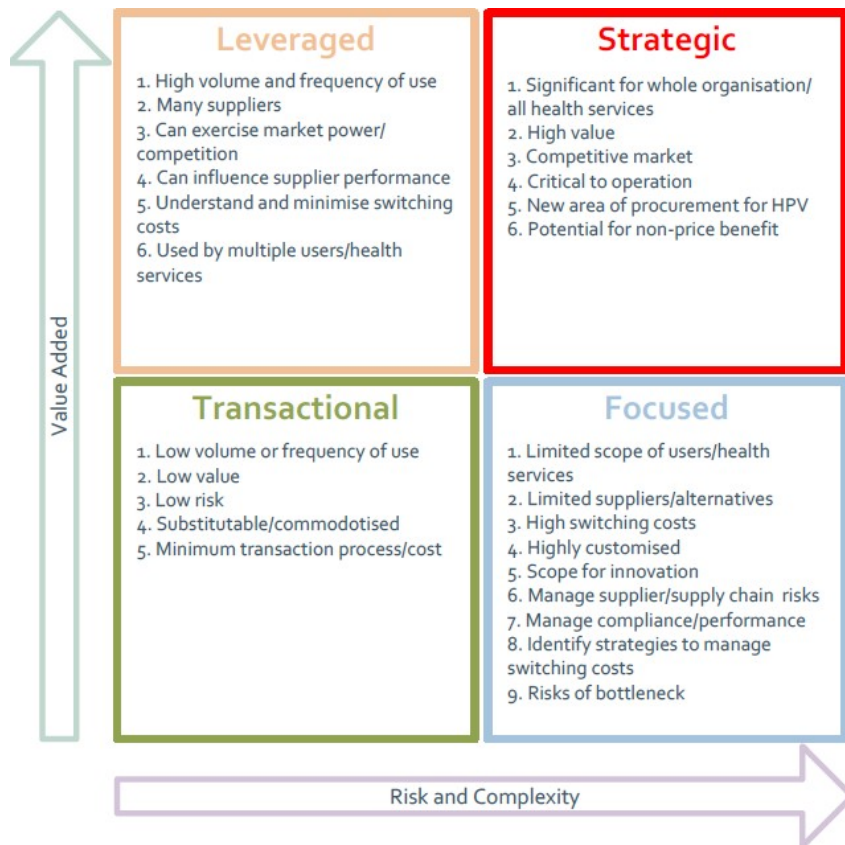 Leveraged
1. High volume and frequency of use
2. Many suppliers
3. Can exercise market power/
competition
4. Can influence supplier performance
5. Understand and minimise switching
costs
6. Used by multiple users/health
services
Strategic
1. Significant for whole organisation/
all health services
2. High value
3. Competitive market
4. Critical to operation
5. New area of procurement for HPV
6. Potential for non-price benefit
Value Added
Transactional
1. Low volume or frequency of use
2. Low value
3. Low risk
4. Substitutable/commodotised
5. Minimum transaction process/cost
Focused
1. Limited scope of users/health
services
2. Limited suppliers/alternatives
3. High switching costs
4. Highly customised
5. Scope for innovation
6. Manage supplier/supply chain risks
7. Manage compliance/performance
8. Identify strategies to manage
switching costs
9. Risks of bottleneck
Risk and Complexity